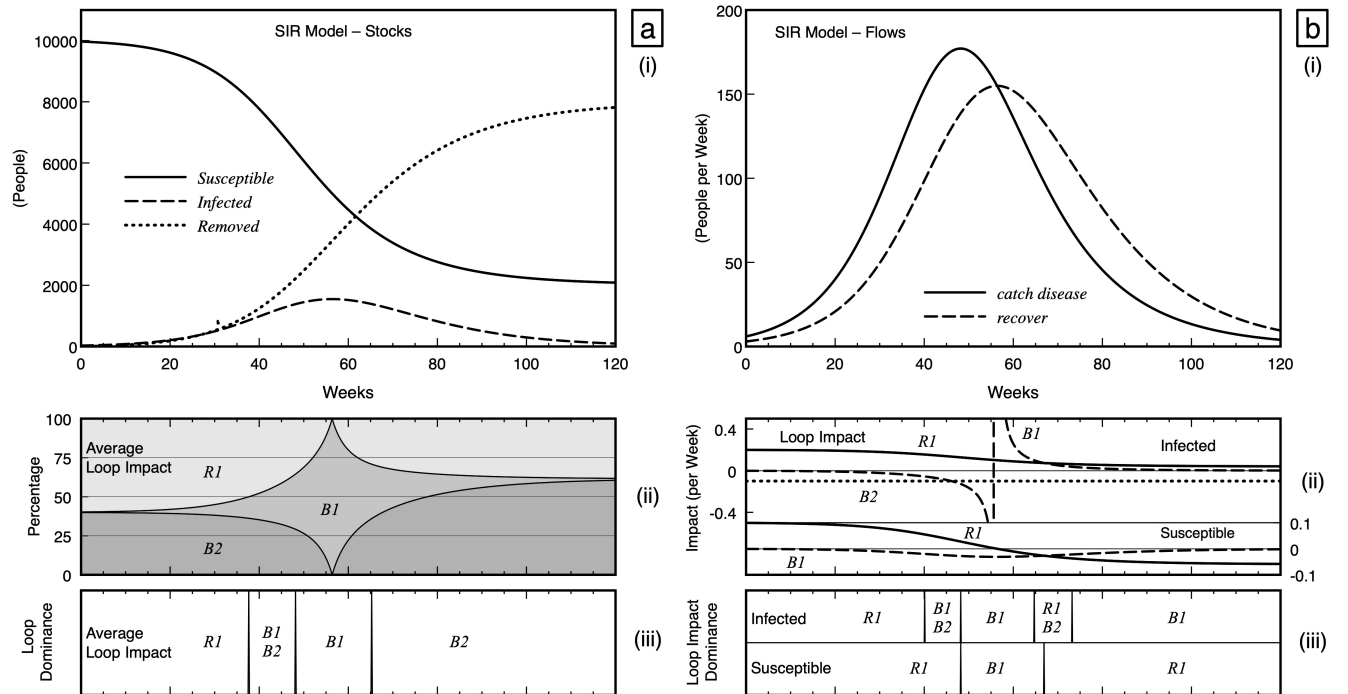 SIR Model – Stocks
a
(i)
10000
8000
6000
4000
2000
0
(People)
Susceptible
Infected
Removed
0 20 40 60 80 100 120
Weeks
SIR Model – Flows
b
(i)
200
150
100
50
0
(People per Week)
catch disease
recover
0 20 40 60 80 100 120
Weeks
100
75
50
25
0
Percentage
Average
Loop Impact
R1
B1
B2
(ii)
Impact (per Week)
0.4
0
-0.4
Loop Impact
R1
B1
Infected
B2
R1
Susceptible
B1
0.1
0
-0.1
(ii)
Loop
Dominance
Average
Loop Impact
R1
B1
B2
B1
B2
(iii)
Loop Impact
Dominance
Infected
R1
B1
B2
B1
R1
B2
B1
Susceptible
R1
B1
R1
(iii)